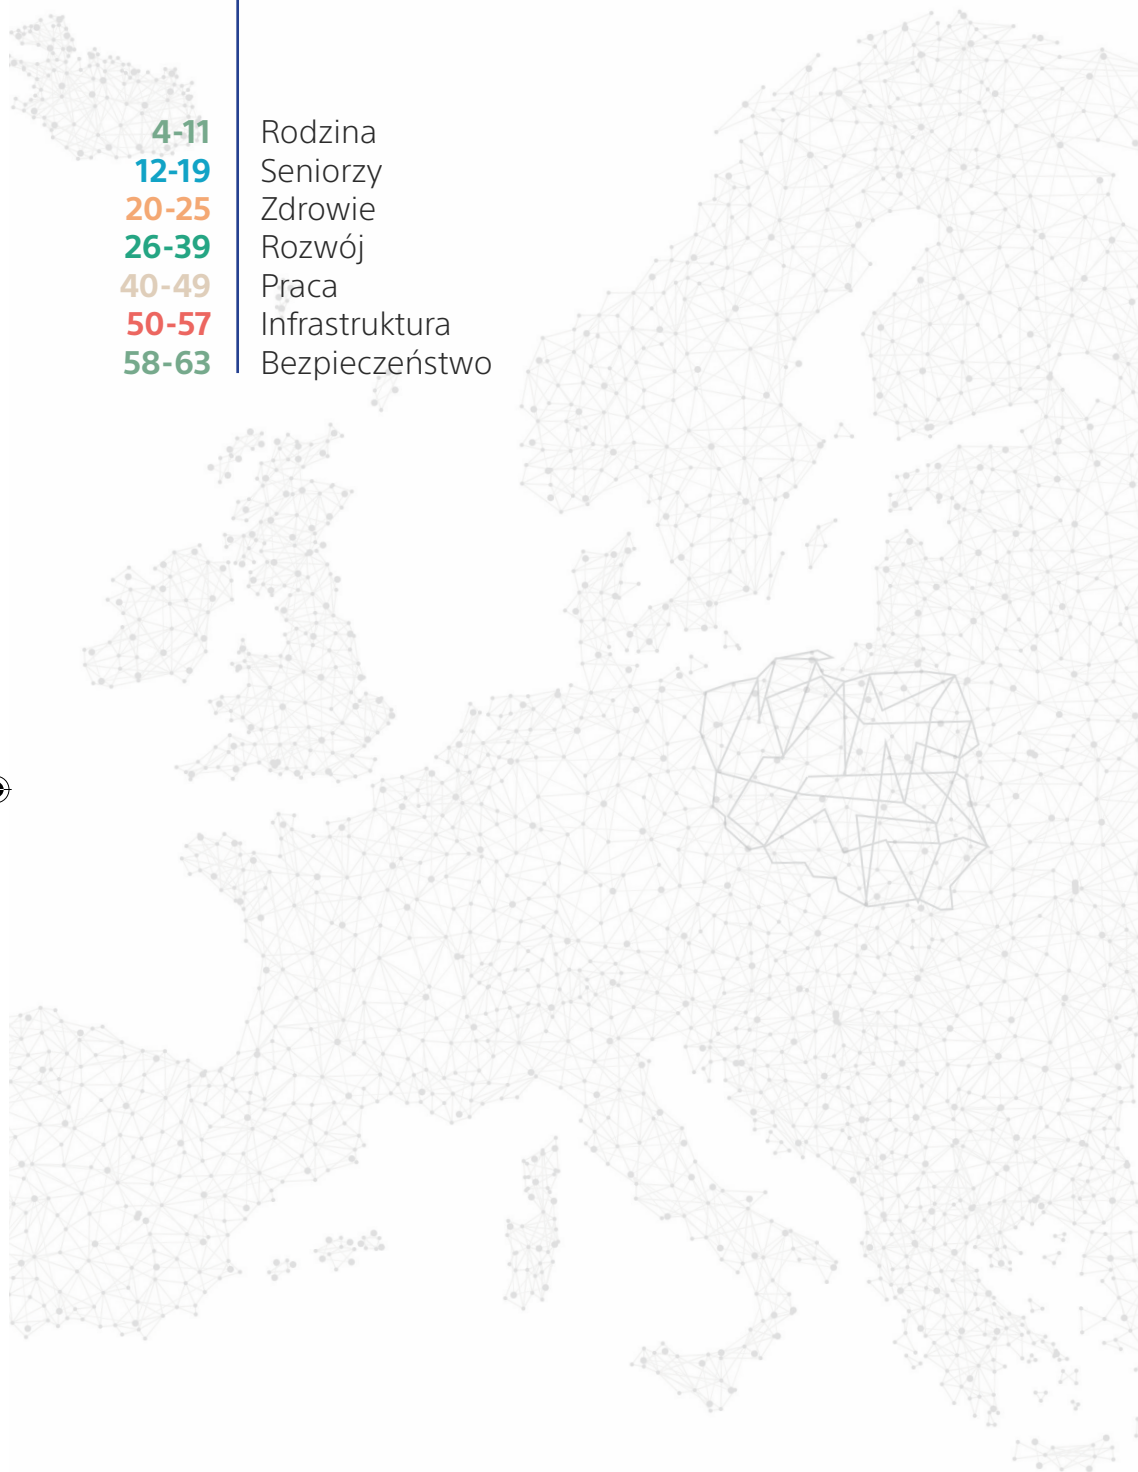 4-11 Rodzina
12-19 Seniorzy
20-25 Zdrowie
26-39 Rozwój
40-49 Praca
50-57 Infrastruktura
58-63 Bezpieczeństwo